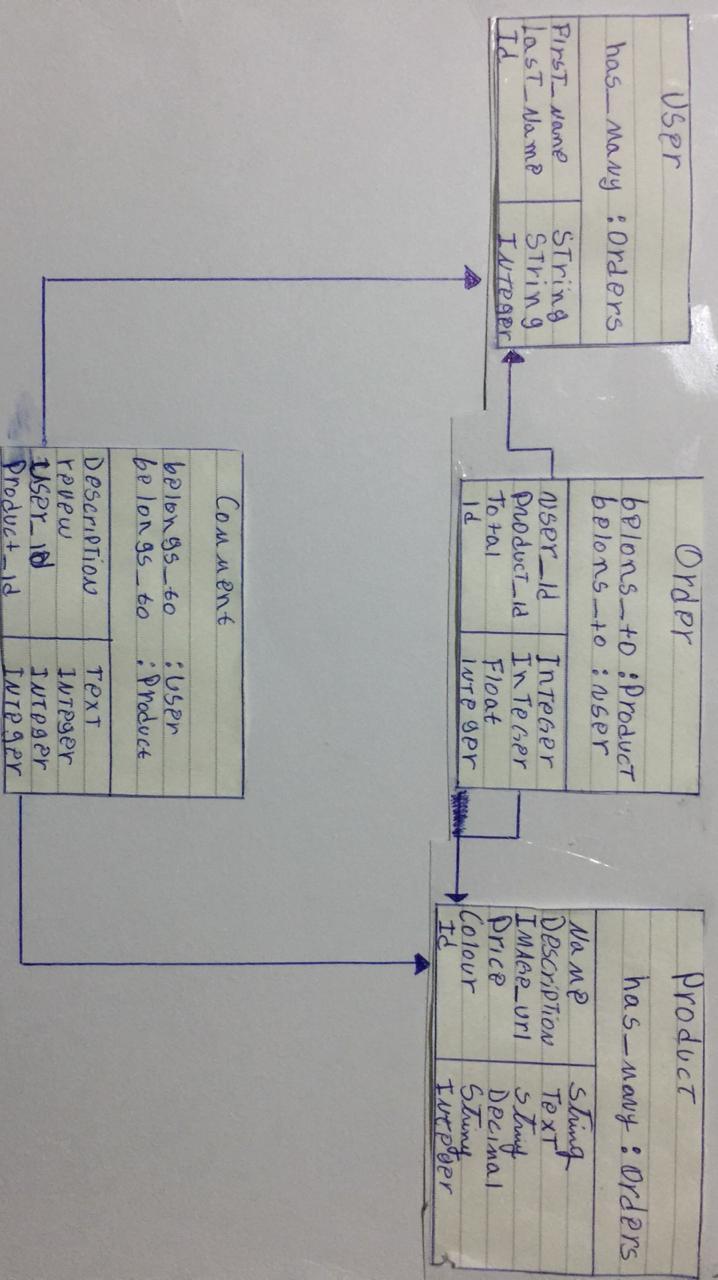 User
has_many :Orders
First_Name String
Last_Name String
Id Integer
Order
belons_to :Product
belons_to :user
user_Id Integer
Product_Id Integer
Total Float
Id Integer
Product
has_many :Orders
Name String
Description Text
IMAGE_url String
Price Decimal
Colour String
Id Integer
Comment
belongs_to :User
belongs_to :Product
Description Text
review Integer
User_id Integer
Product_id Integer